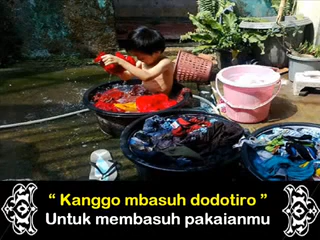 “ Kanggo mbasuh dodotiro ”
Untuk membasuh pakaianmu